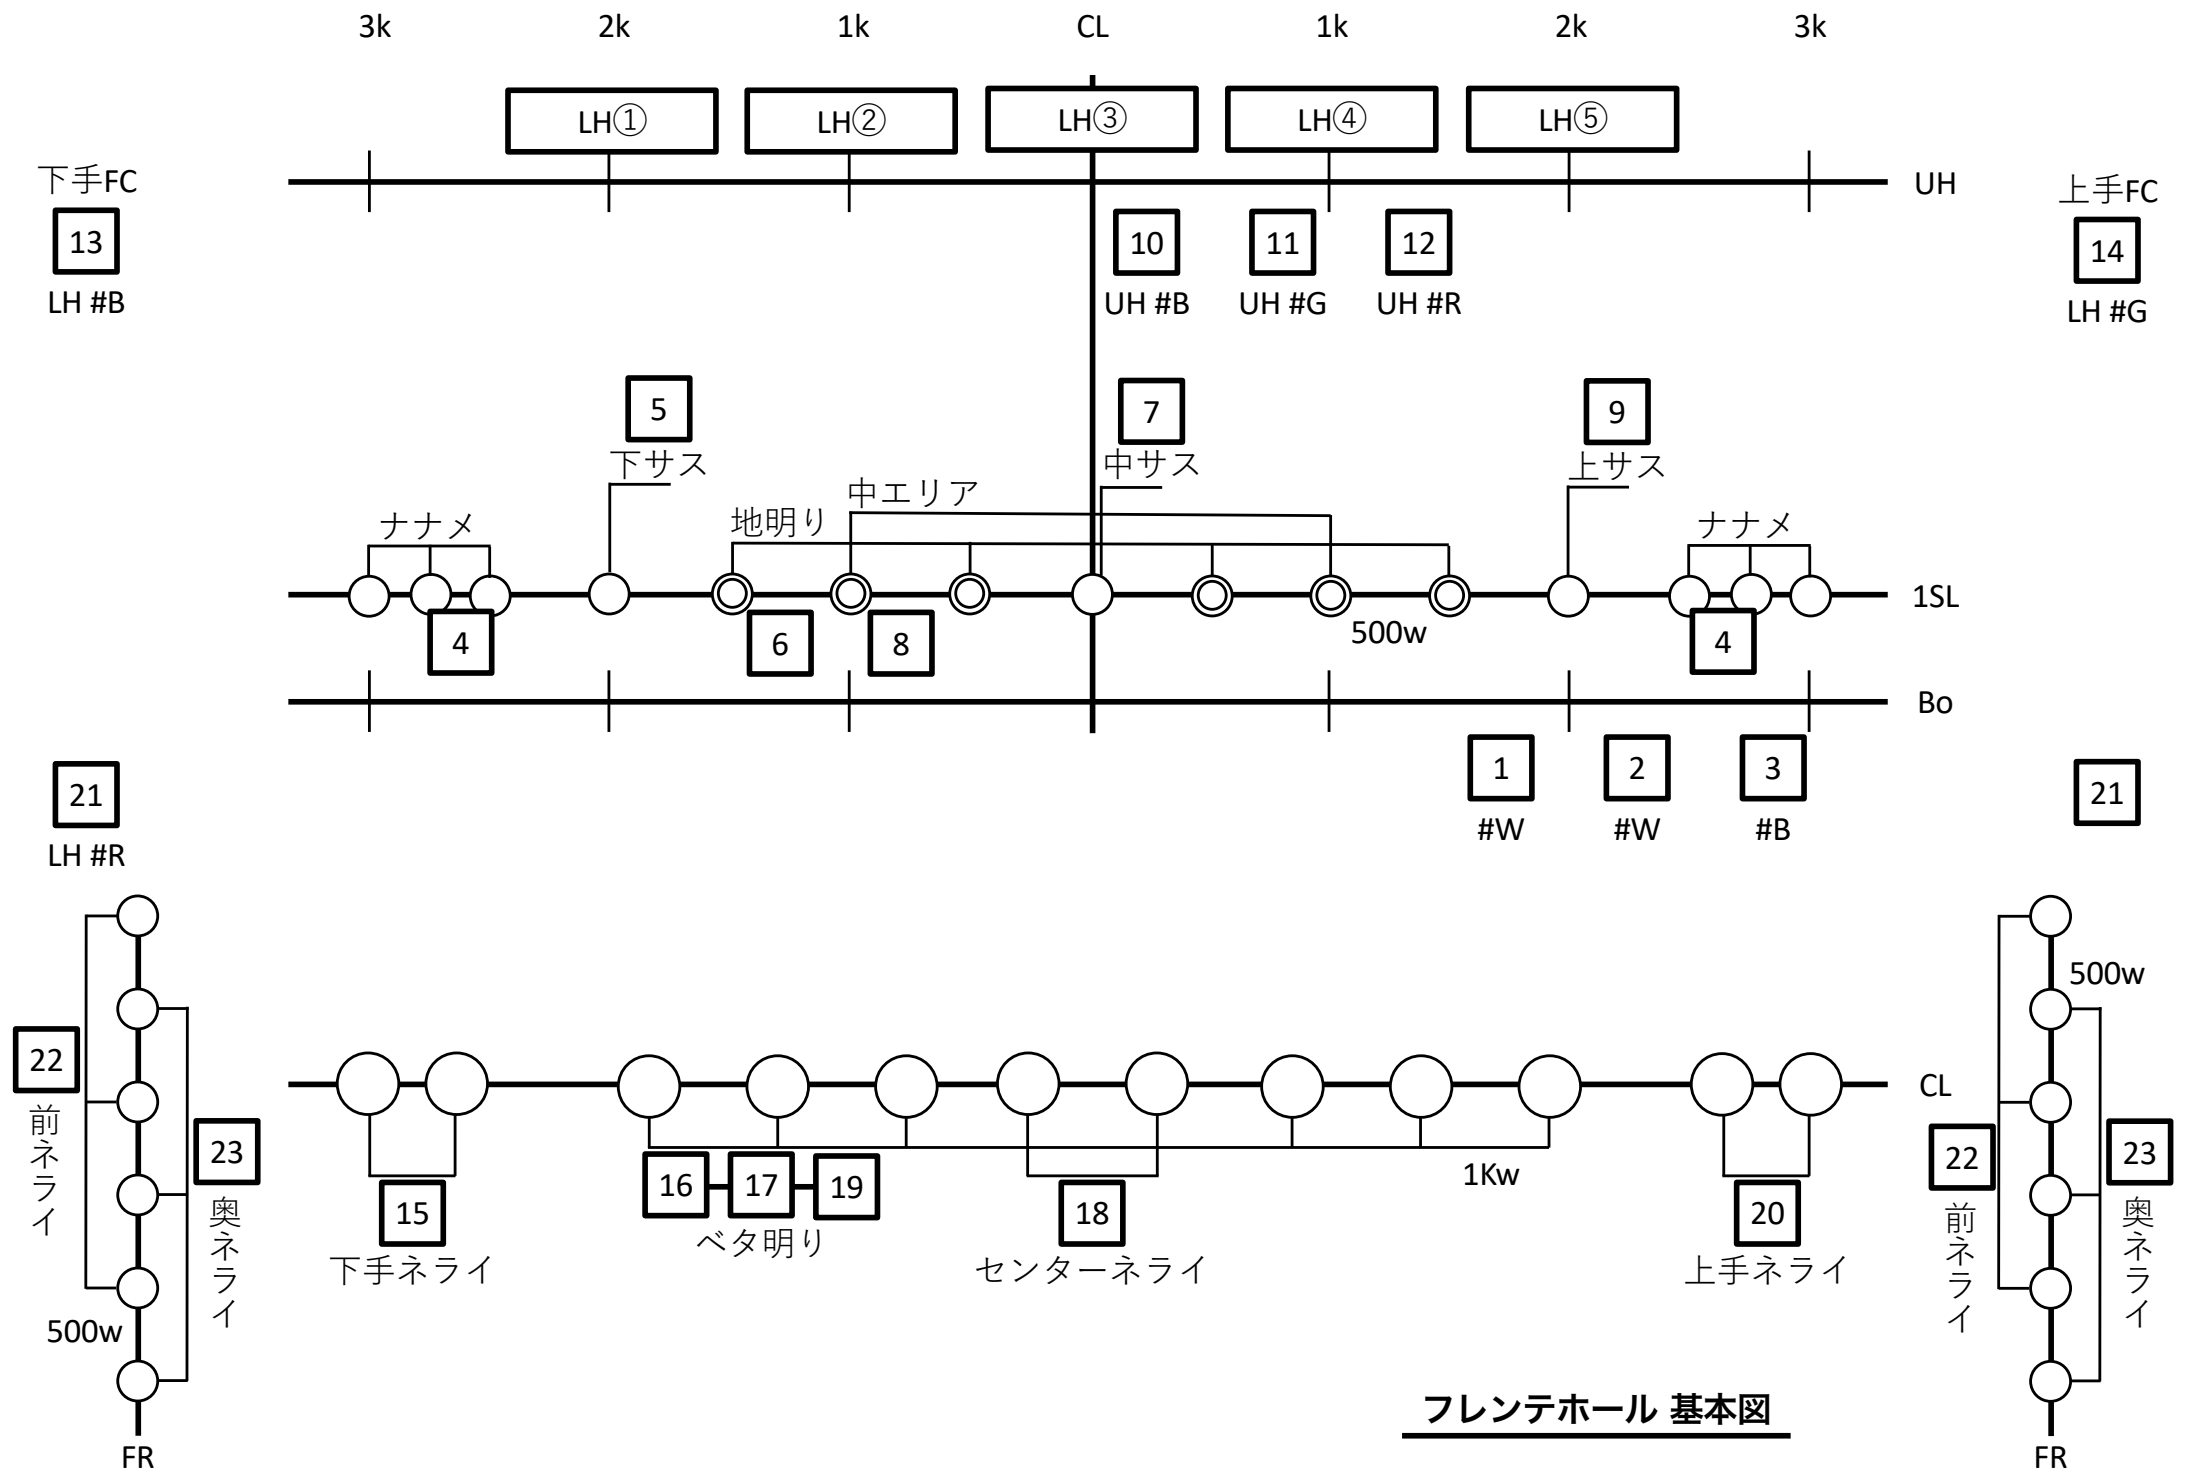 3k 2k 1k CL 1k 2k 3k
LH① LH② LH③ LH④ LH⑤
UH
下手FC
13
LH #B
上手FC
14
LH #G
10 11 12
UH #B UH #G UH #R
5
下サス
7
中サス
9
上サス
中エリア
地明り
ナナメ
ナナメ
1SL
4 6 8 500w 4
Bo
1 2 3
#W #W #B
21
LH #R
21
22
前ネライ
23
奥ネライ
500w
FR
CL
15
下手ネライ
16 17 19
ベタ明り
18
センターネライ
1Kw
20
上手ネライ
500w
22
前ネライ
23
奥ネライ
FR
フレンテホール 基本図